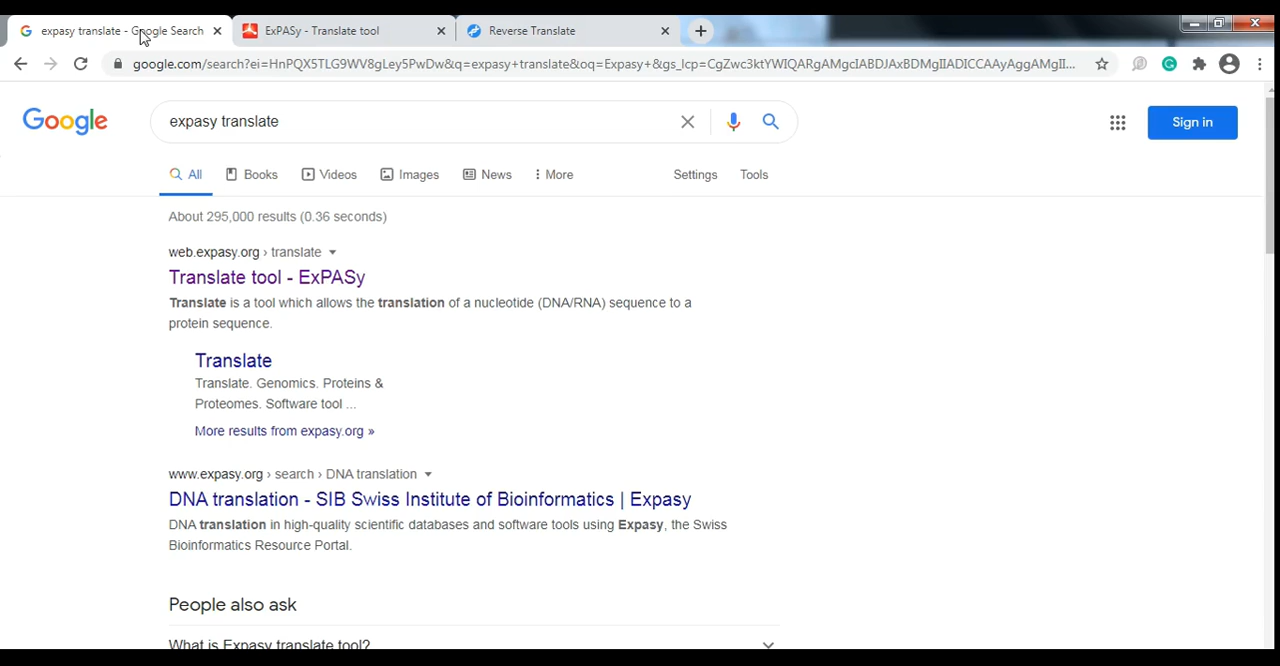 expasy translate - Google Search
ExPASy - Translate tool
Reverse Translate
google.com/search?ei=HnPQX5TLG9WV8gLey5PwDw&q=expasy+translate&oq=Expasy+&gs_lcp=CgZwc3ktYWIQARgAMgcIABDJAxBDMgIIADICCAAyAggAMgII...
Google
expasy translate
Sign in
All Books Videos Images News More Settings Tools
About 295,000 results (0.36 seconds)
web.expasy.org › translate
Translate tool - ExPASy
Translate is a tool which allows the translation of a nucleotide (DNA/RNA) sequence to a
protein sequence.
Translate
Translate. Genomics. Proteins &
Proteomes. Software tool ...
More results from expasy.org »
www.expasy.org › search › DNA translation
DNA translation - SIB Swiss Institute of Bioinformatics | Expasy
DNA translation in high-quality scientific databases and software tools using Expasy, the Swiss
Bioinformatics Resource Portal.
People also ask
What is Expasy translate tool?